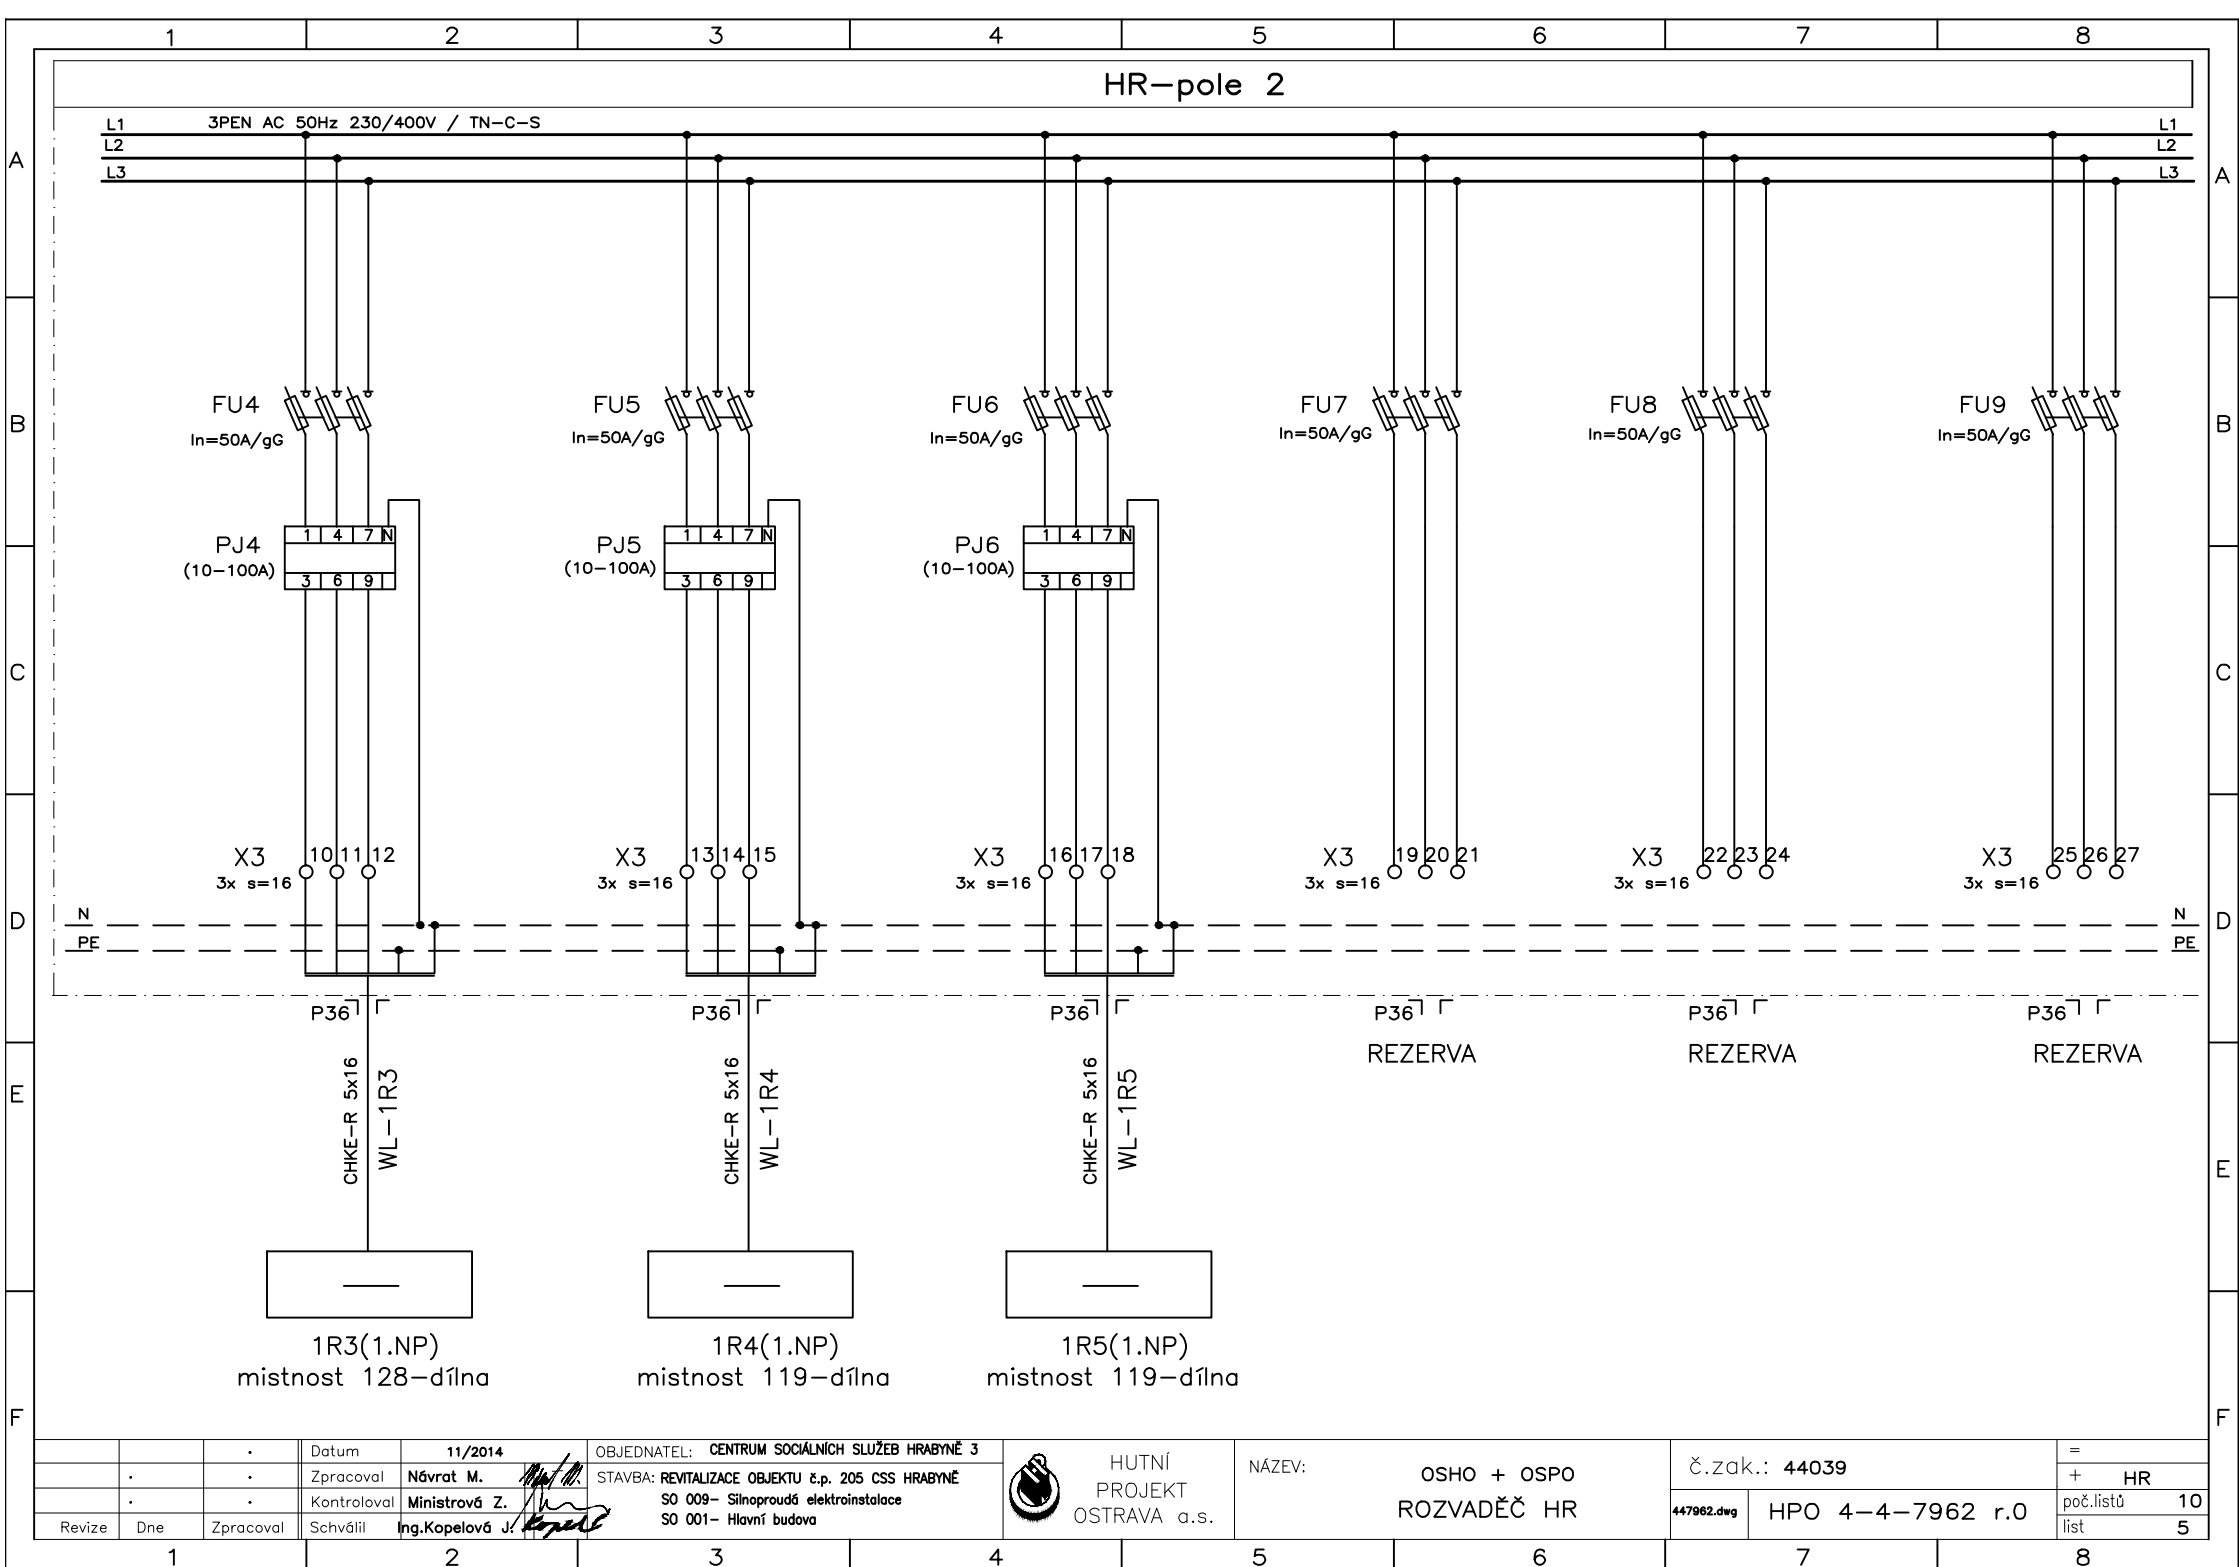 1 2 3 4 5 6 7 8
HR-pole 2
L1 3PEN AC 50Hz 230/400V / TN-C-S L1
L2 L2
L3 L3
A A
FU4 FU5 FU6 FU7 FU8 FU9
In=50A/gG In=50A/gG In=50A/gG In=50A/gG In=50A/gG In=50A/gG
B B
1 4 7 N 1 4 7 N 1 4 7 N
PJ4 PJ5 PJ6
(10-100A) (10-100A) (10-100A)
3 6 9 3 6 9 3 6 9
C C
X3 10 11 12 X3 13 14 15 X3 16 17 18 X3 19 20 21 X3 22 23 24 X3 25 26 27
3x s=16 3x s=16 3x s=16 3x s=16 3x s=16 3x s=16
N N
D D
PE PE
P36 P36 P36 P36 P36 P36
REZERVA REZERVA REZERVA
CHKE-R 5x16
WL-1R3
CHKE-R 5x16
WL-1R4
CHKE-R 5x16
WL-1R5
E E
1R3(1.NP) 1R4(1.NP) 1R5(1.NP)
mistnost 128-dílna mistnost 119-dílna mistnost 119-dílna
F F
Datum 11/2014
Zpracoval Návrat M.
Kontroloval Ministrová Z.
Revize Dne Zpracoval Schválil Ing.Kopelová J.
OBJEDNATEL: CENTRUM SOCIÁLNÍCH SLUŽEB HRABYNĚ 3
STAVBA: REVITALIZACE OBJEKTU č.p. 205 CSS HRABYNĚ
SO 009- Silnoproudá elektroinstalace
SO 001- Hlavní budova
HUTNÍ
PROJEKT
OSTRAVA a.s.
NÁZEV:
OSHO + OSPO
ROZVADĚČ HR
č.zak.: 44039
447962.dwg HPO 4-4-7962 r.0
=
+ HR
poč.listů 10
list 5
1 2 3 4 5 6 7 8